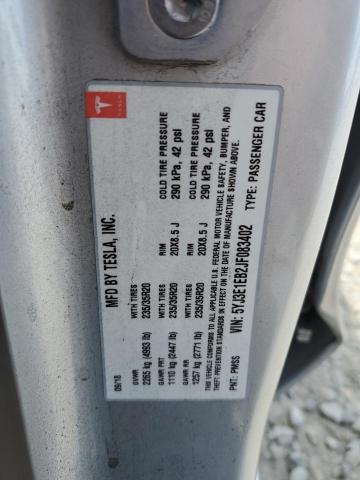 TESLA
MFD BY TESLA, INC.
09/18
GVWR WITH TIRES RIM COLD TIRE PRESSURE
2265 kg (4993 lb) 235/35R20 20X8.5 J 290 kPa, 42 psi
GAWR FRT WITH TIRES RIM COLD TIRE PRESSURE
1110 kg (2447 lb) 235/35R20 20X8.5 J 290 kPa, 42 psi
GAWR RR WITH TIRES
1257 kg (2771 lb) 235/35R20
THIS VEHICLE CONFORMS TO ALL APPLICABLE U.S. FEDERAL MOTOR VEHICLE SAFETY, BUMPER, AND
THEFT PREVENTION STANDARDS IN EFFECT ON THE DATE OF MANUFACTURE SHOWN ABOVE.
VIN: 5YJ3E1EB2JF083402 TYPE: PASSENGER CAR
PNT: PMSS